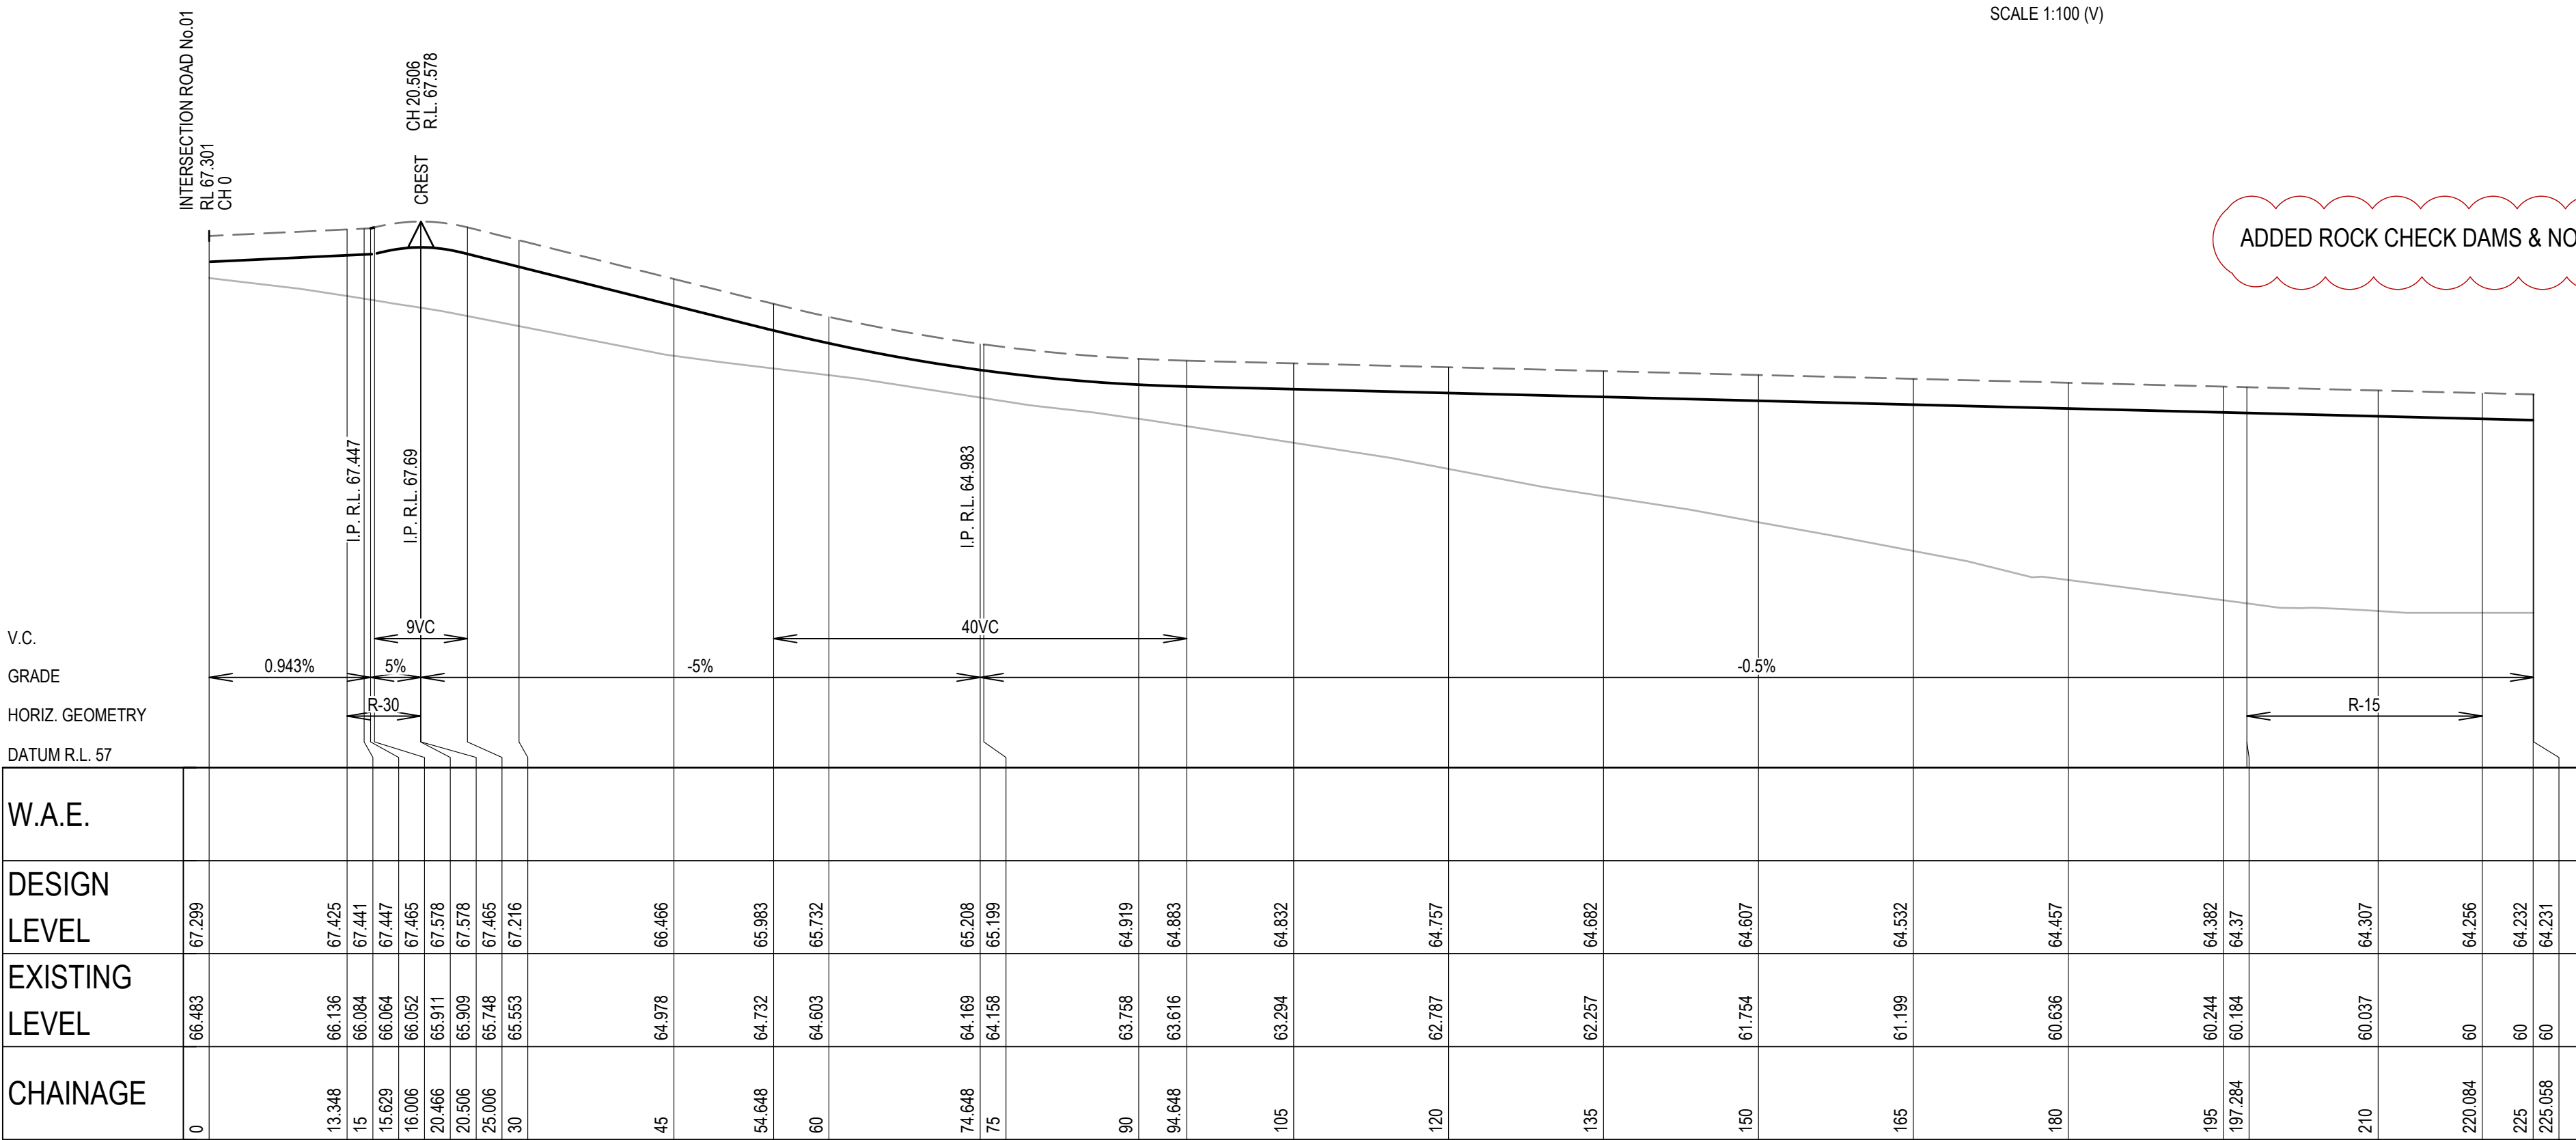 SCALE 1:100 (V)
INTERSECTION ROAD No.01
RL 67.301
CH 0
CREST CH 20.506
R.L. 67.578
ADDED ROCK CHECK DAMS & NO
I.P. R.L. 67.447
I.P. R.L. 67.69
I.P. R.L. 64.983
V.C. 9VC 40VC
GRADE 0.943% 5% -5% -0.5%
HORIZ. GEOMETRY R-30 R-15
DATUM R.L. 57
W.A.E.
DESIGN
LEVEL
67.299 67.425 67.441 67.447 67.465 67.578 67.578 67.465 67.216 66.466 65.983 65.732 65.208 65.199 64.919 64.883 64.832 64.757 64.682 64.607 64.532 64.457 64.382 64.37 64.307 64.256 64.232 64.231
EXISTING
LEVEL
66.483 66.136 66.084 66.064 66.052 65.911 65.909 65.748 65.553 64.978 64.732 64.603 64.169 64.158 63.758 63.616 63.294 62.787 62.257 61.754 61.199 60.636 60.244 60.184 60.037 60 60 60
CHAINAGE
0 13.348 15 15.629 16.006 20.466 20.506 25.006 30 45 54.648 60 74.648 75 90 94.648 105 120 135 150 165 180 195 197.284 210 220.084 225 225.058